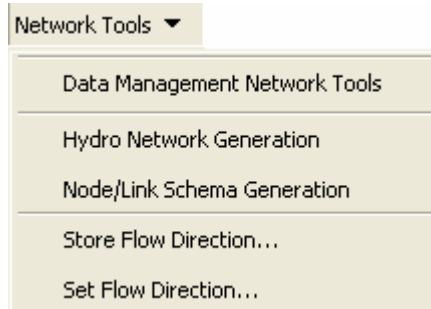 Network Tools
Data Management Network Tools
Hydro Network Generation
Node/Link Schema Generation
Store Flow Direction...
Set Flow Direction...